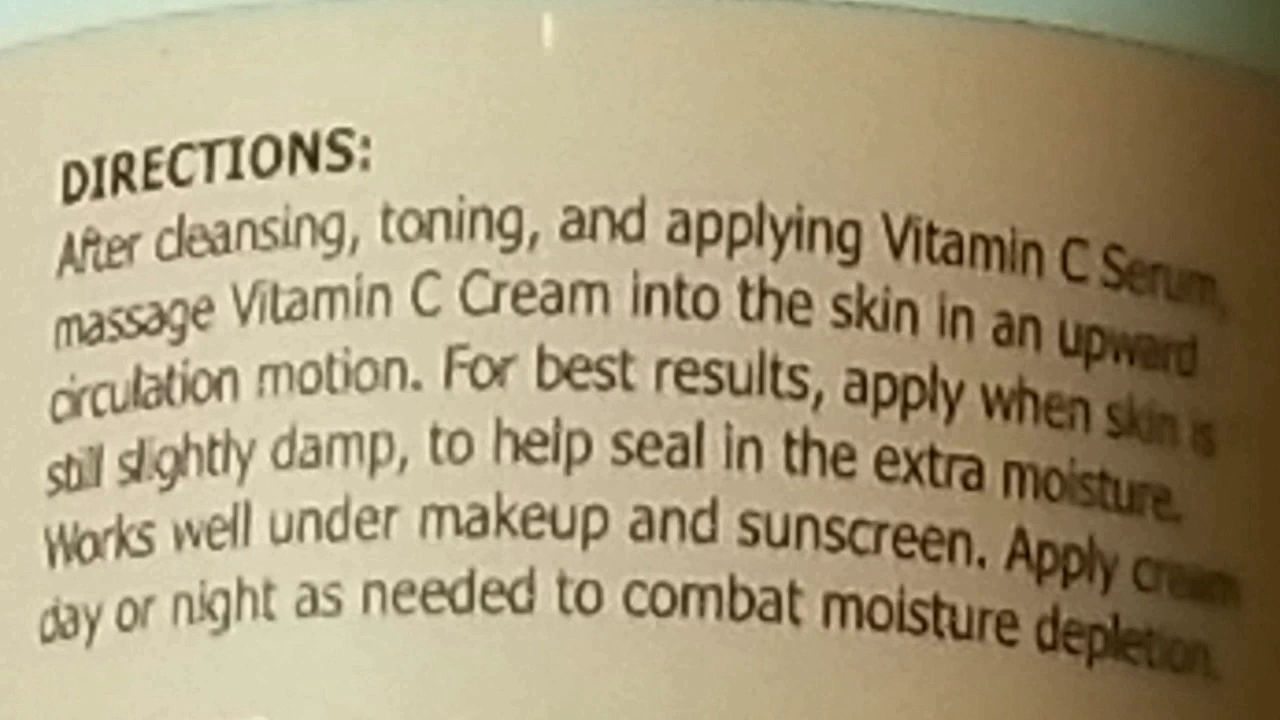 DIRECTIONS:
After cleansing, toning, and applying Vitamin C Serum,
massage Vitamin C Cream into the skin in an upward
circulation motion. For best results, apply when skin is
still slightly damp, to help seal in the extra moisture.
Works well under makeup and sunscreen. Apply cream
day or night as needed to combat moisture depletion.